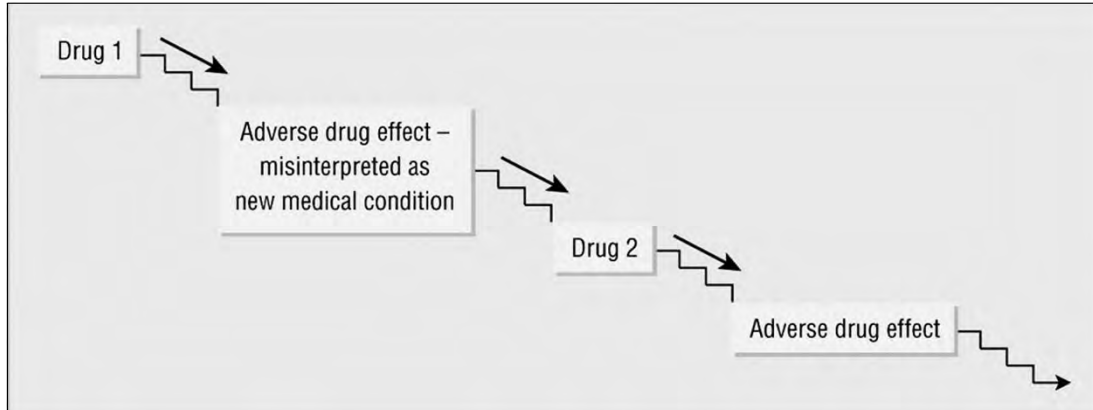 Drug 1
Adverse drug effect –
misinterpreted as
new medical condition
Drug 2
Adverse drug effect